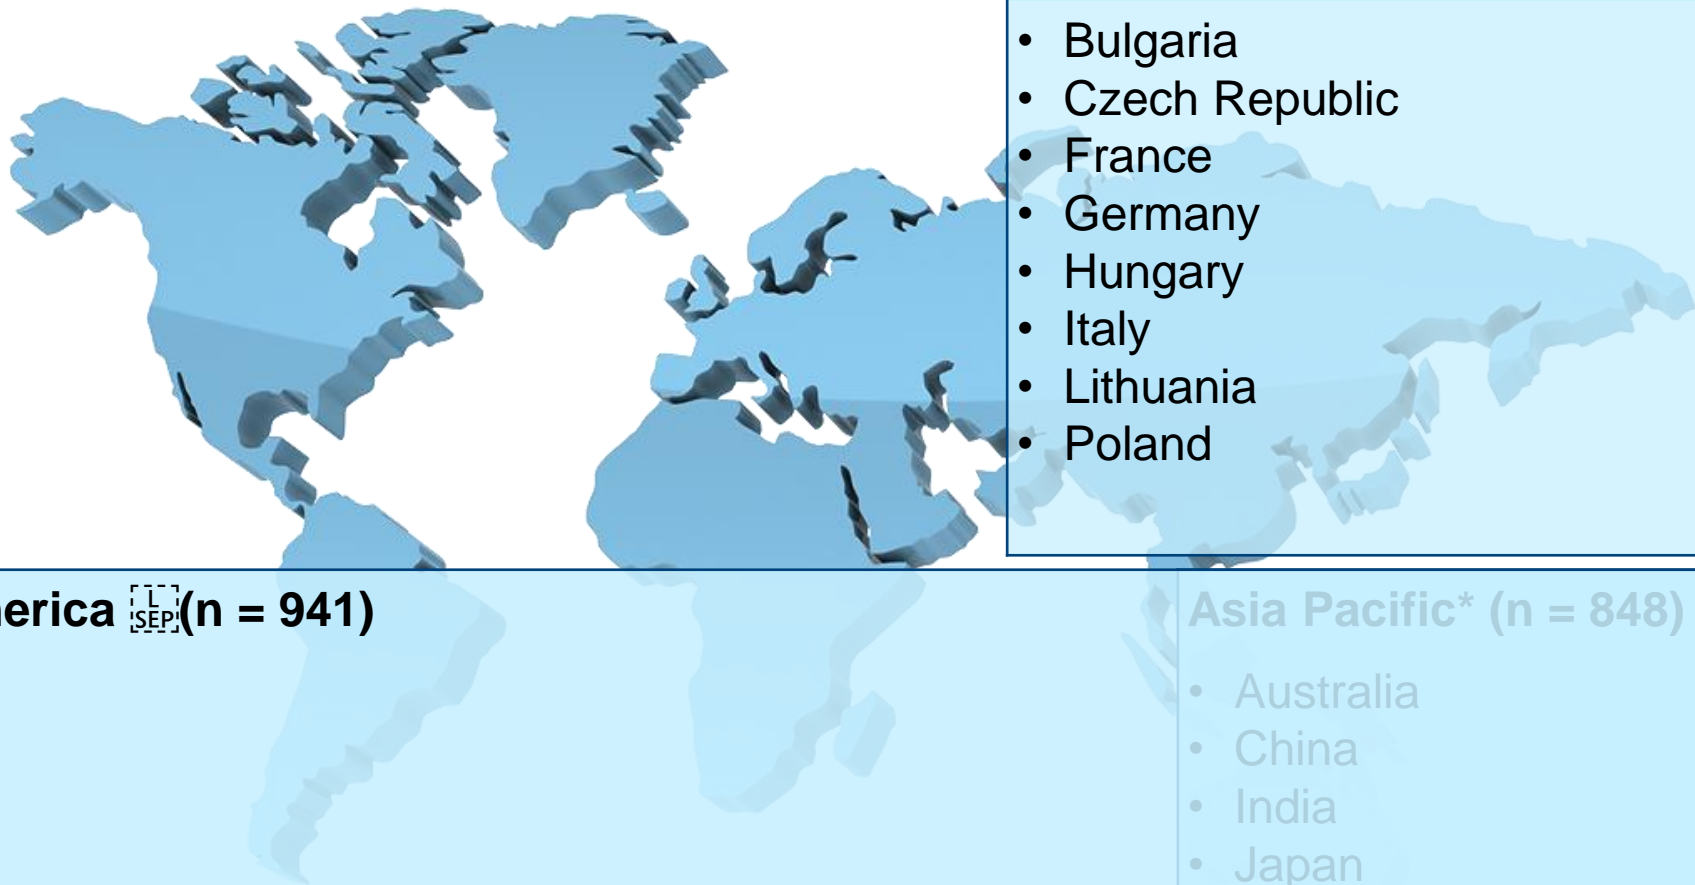 • Bulgaria
• Czech Republic
• France
• Germany
• Hungary
• Italy
• Lithuania
• Poland
erica (n = 941)
Asia Pacific* (n = 848)
• Australia
• China
• India
• Japan